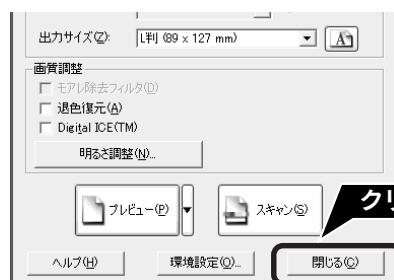 出力サイズ(Z): L判 (89 x 127 mm) A
画質調整
モアレ除去フィルタ(D)
退色復元(A)
Digital ICE(TM)
明るさ調整(N)...
プレビュー(P) スキャン(S)
クリ
ヘルプ(H) 環境設定(O)... 閉じる(C)